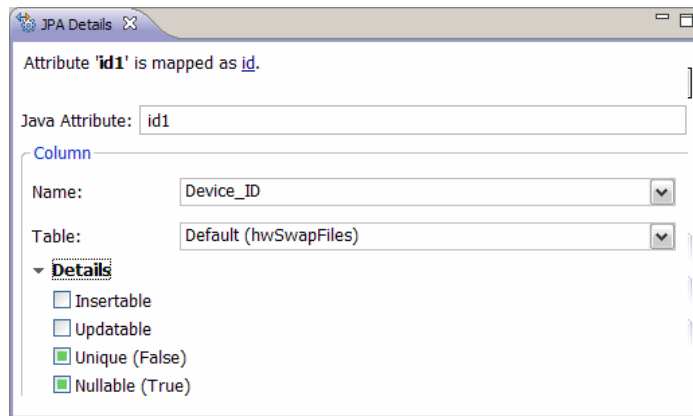 JPA Details
Attribute 'id1' is mapped as id.
Java Attribute: id1
Column
Name: Device_ID
Table: Default (hwSwapFiles)
Details
Insertable
Updatable
Unique (False)
Nullable (True)